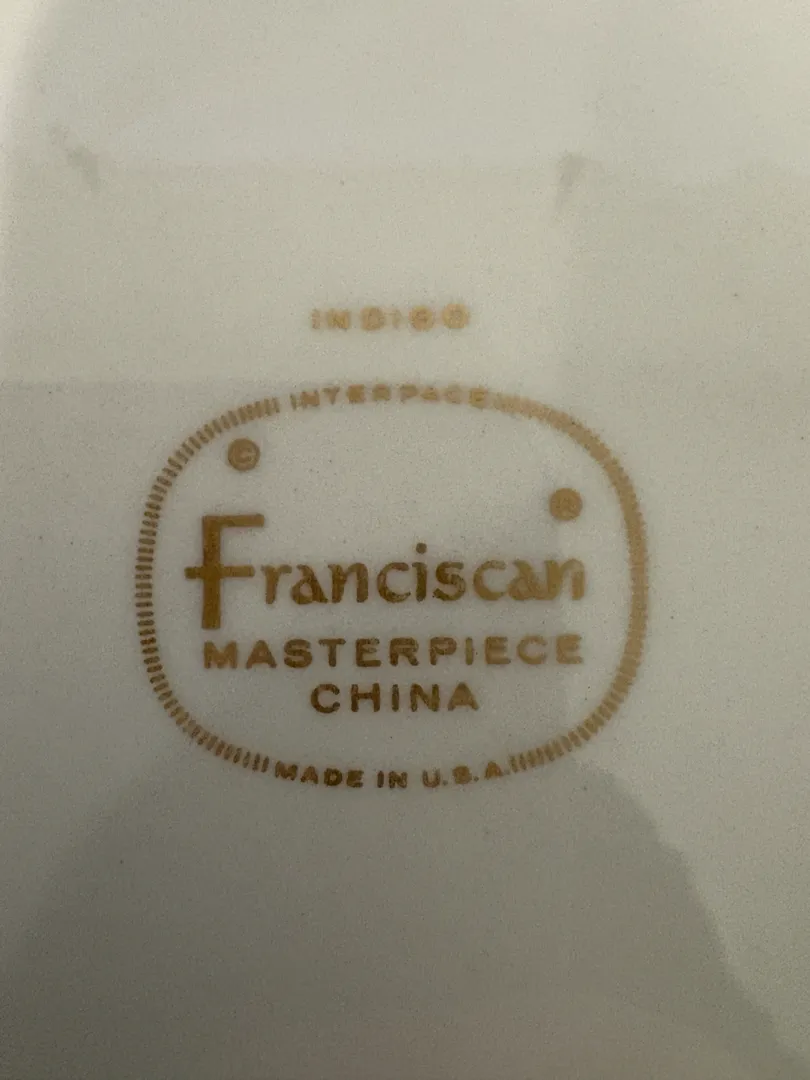 INDIGO
INTERPACE
©
®
Franciscan
MASTERPIECE
CHINA
MADE IN U.S.A.